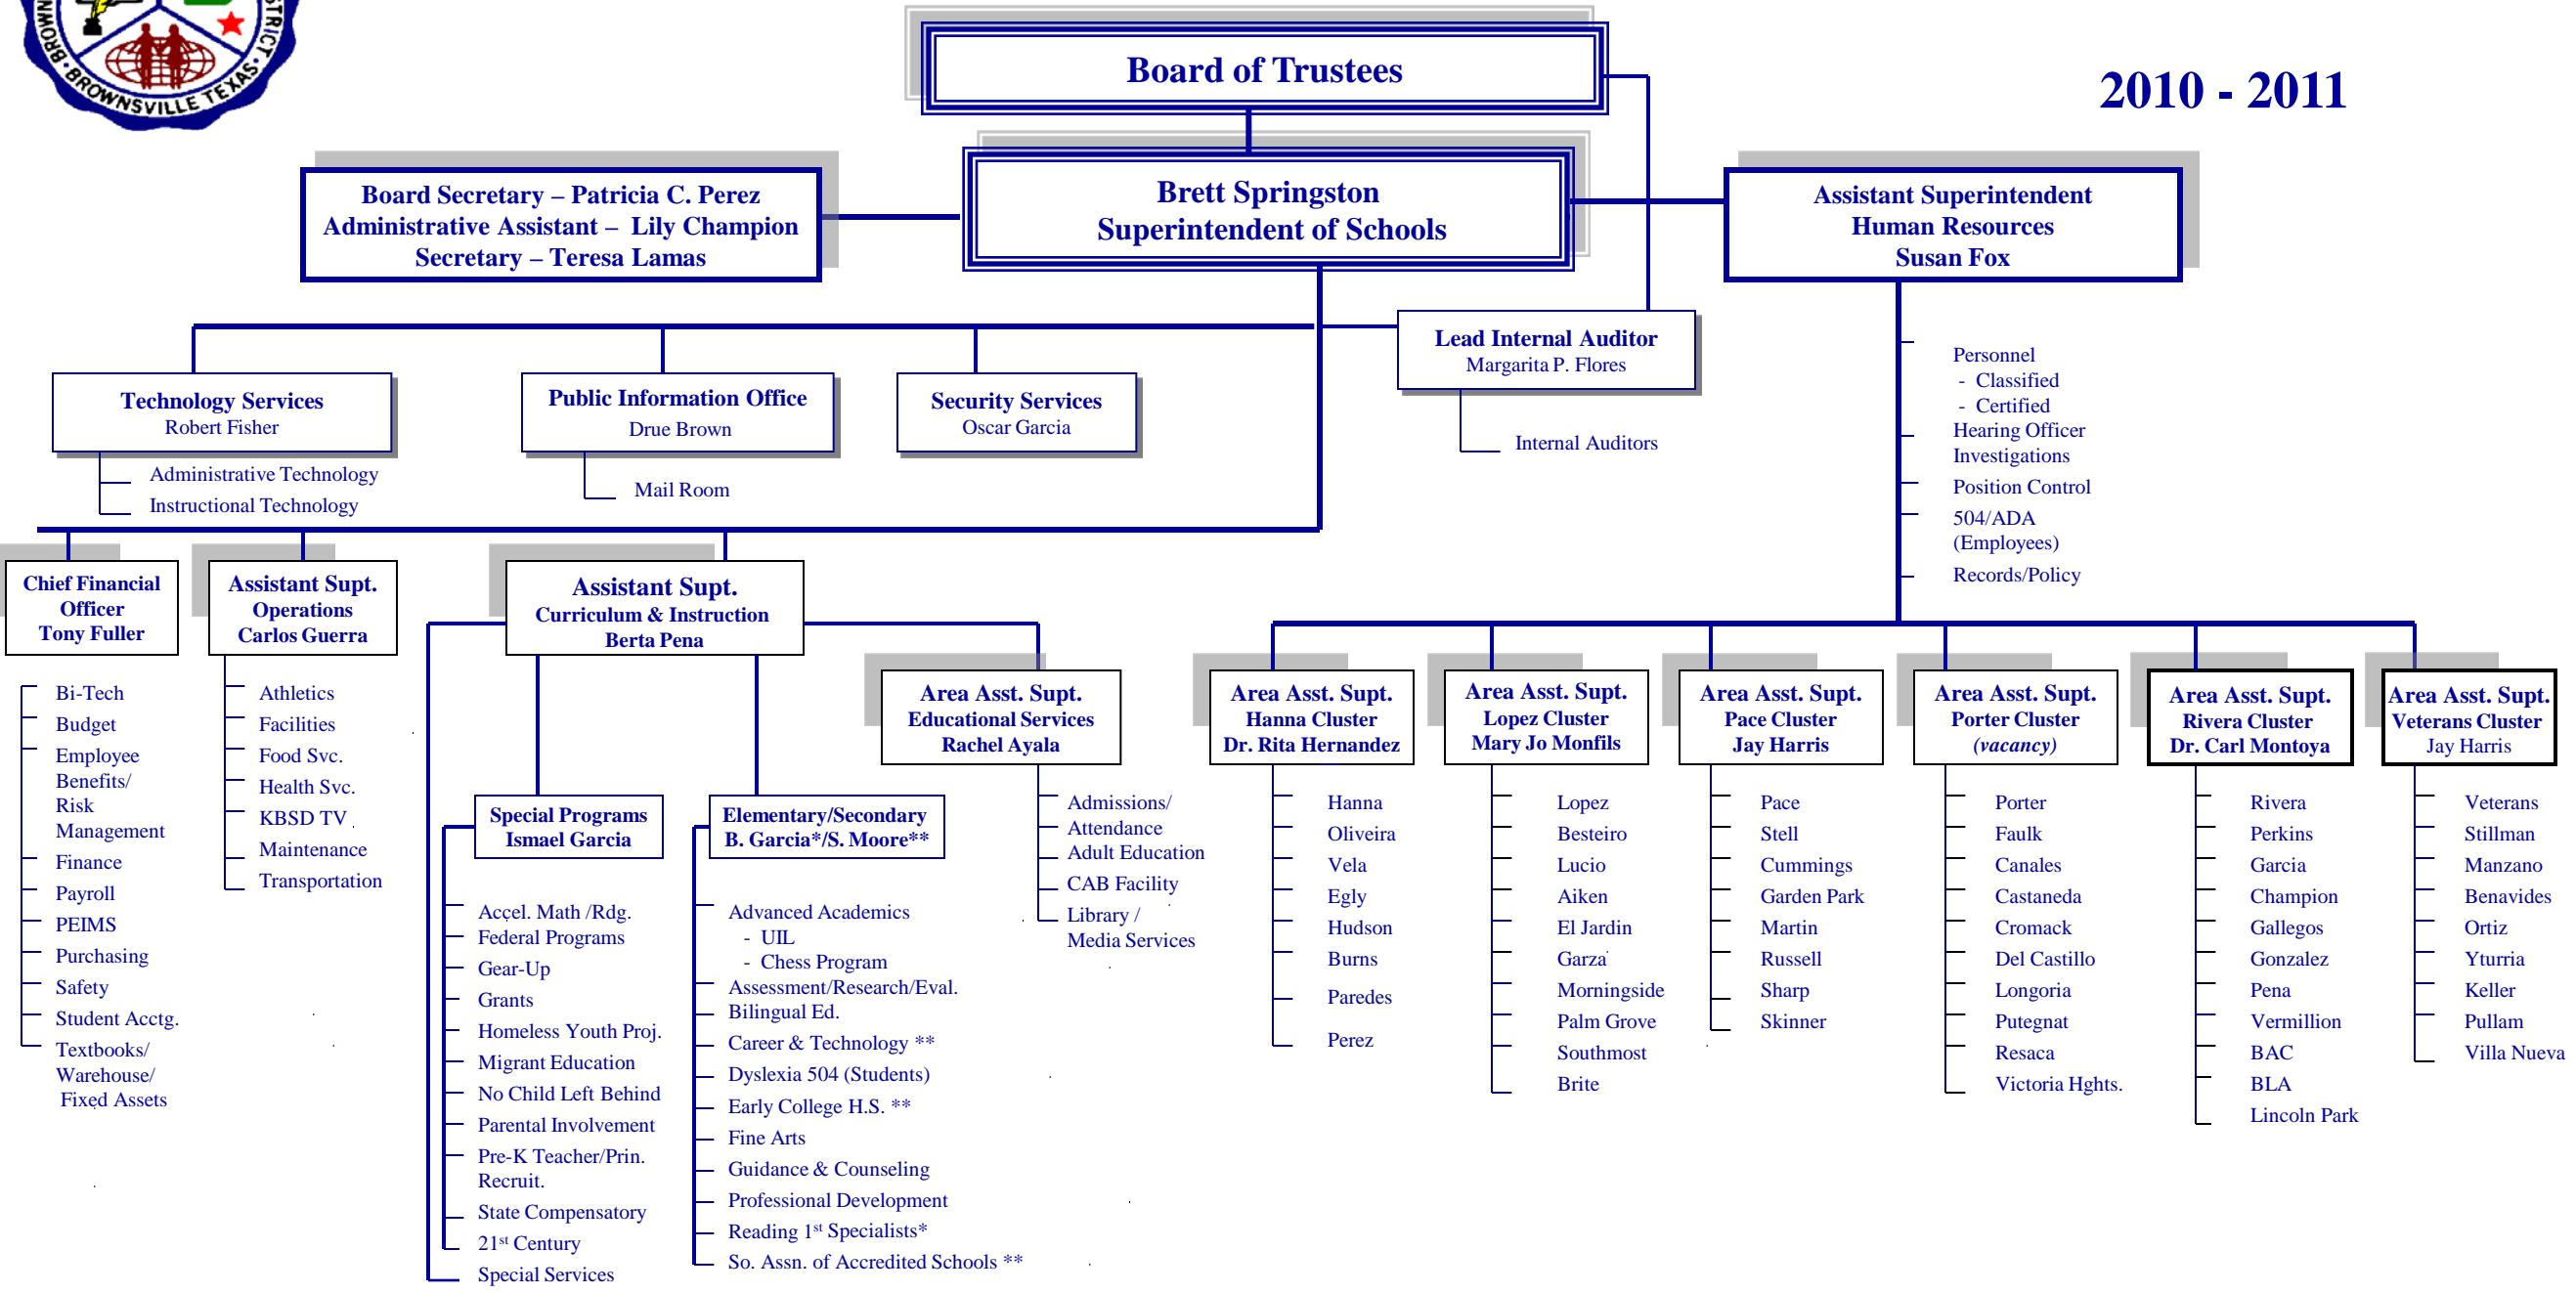 BROWNSVILLE TEXAS
Board of Trustees
2010 - 2011
Board Secretary – Patricia C. Perez
Administrative Assistant – Lily Champion
Secretary – Teresa Lamas
Brett Springston
Superintendent of Schools
Assistant Superintendent
Human Resources
Susan Fox
Lead Internal Auditor
Margarita P. Flores
Internal Auditors
Technology Services
Robert Fisher
Administrative Technology
Instructional Technology
Public Information Office
Drue Brown
Mail Room
Security Services
Oscar Garcia
Personnel
- Classified
- Certified
Hearing Officer
Investigations
Position Control
504/ADA
(Employees)
Records/Policy
Chief Financial
Officer
Tony Fuller
Bi-Tech
Budget
Employee
Benefits/
Risk
Management
Finance
Payroll
PEIMS
Purchasing
Safety
Student Acctg.
Textbooks/
Warehouse/
Fixed Assets
Assistant Supt.
Operations
Carlos Guerra
Athletics
Facilities
Food Svc.
Health Svc.
KBSD TV
Maintenance
Transportation
Assistant Supt.
Curriculum & Instruction
Berta Pena
Special Programs
Ismael Garcia
Accel. Math /Rdg.
Federal Programs
Gear-Up
Grants
Homeless Youth Proj.
Migrant Education
No Child Left Behind
Parental Involvement
Pre-K Teacher/Prin.
Recruit.
State Compensatory
21st Century
Special Services
Elementary/Secondary
B. Garcia*/S. Moore**
Advanced Academics
- UIL
- Chess Program
Assessment/Research/Eval.
Bilingual Ed.
Career & Technology **
Dyslexia 504 (Students)
Early College H.S. **
Fine Arts
Guidance & Counseling
Professional Development
Reading 1st Specialists*
So. Assn. of Accredited Schools **
Area Asst. Supt.
Educational Services
Rachel Ayala
Admissions/
Attendance
Adult Education
CAB Facility
Library /
Media Services
Area Asst. Supt.
Hanna Cluster
Dr. Rita Hernandez
Hanna
Oliveira
Vela
Egly
Hudson
Burns
Paredes
Perez
Area Asst. Supt.
Lopez Cluster
Mary Jo Monfils
Lopez
Besteiro
Lucio
Aiken
El Jardin
Garza
Morningside
Palm Grove
Southmost
Brite
Area Asst. Supt.
Pace Cluster
Jay Harris
Pace
Stell
Cummings
Garden Park
Martin
Russell
Sharp
Skinner
Area Asst. Supt.
Porter Cluster
(vacancy)
Porter
Faulk
Canales
Castaneda
Cromack
Del Castillo
Longoria
Putegnat
Resaca
Victoria Hghts.
Area Asst. Supt.
Rivera Cluster
Dr. Carl Montoya
Rivera
Perkins
Garcia
Champion
Gallegos
Gonzalez
Pena
Vermillion
BAC
BLA
Lincoln Park
Area Asst. Supt.
Veterans Cluster
Jay Harris
Veterans
Stillman
Manzano
Benavides
Ortiz
Yturria
Keller
Pullam
Villa Nueva